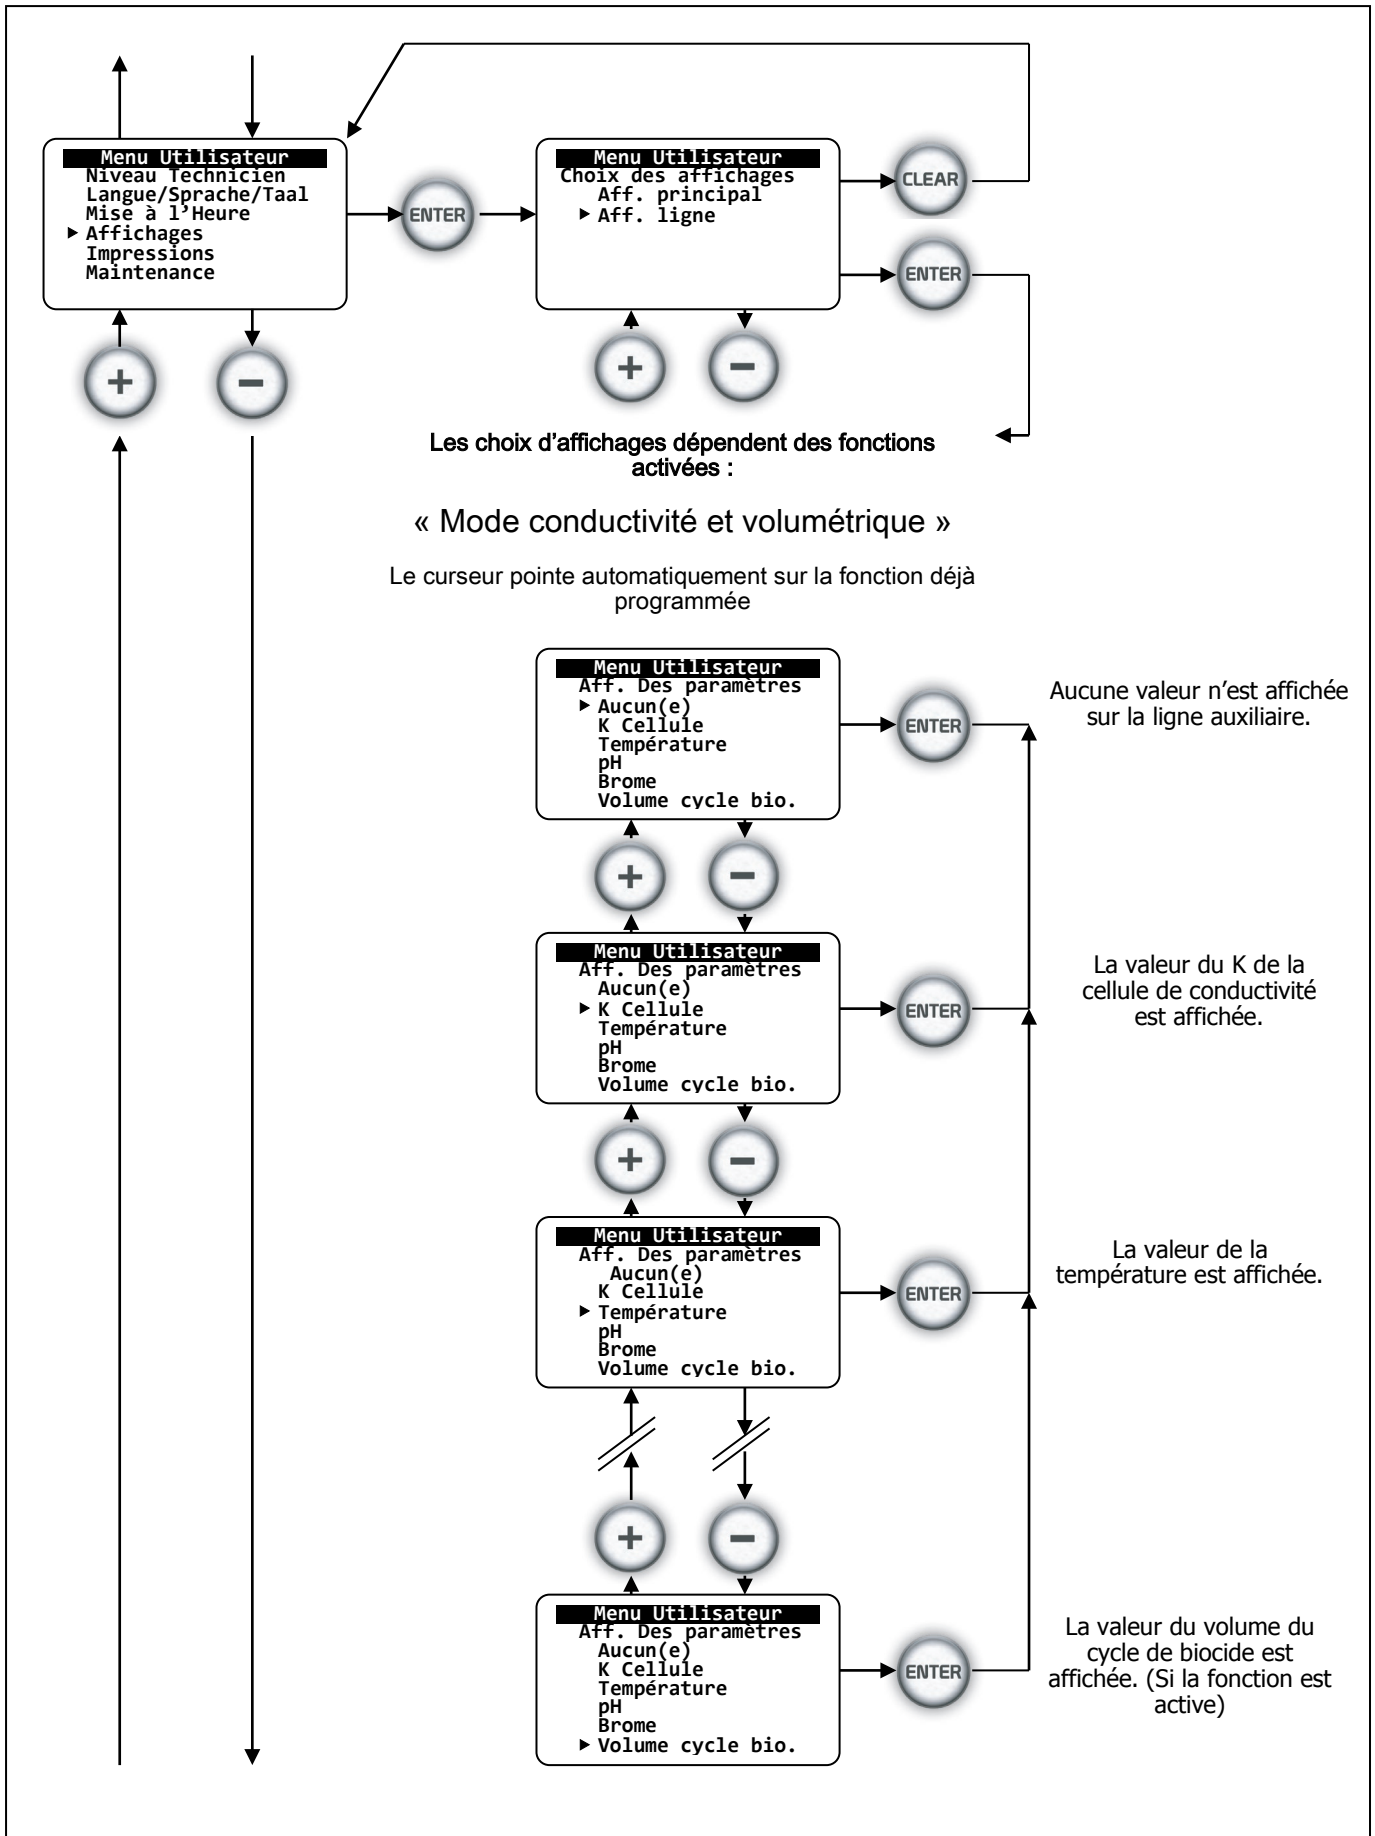 Menu Utilisateur
Niveau Technicien
Langue/Sprache/Taal
Mise à l'Heure
▶ Affichages
Impressions
Maintenance
ENTER
Menu Utilisateur
Choix des affichages
Aff. principal
▶ Aff. ligne
CLEAR
ENTER
+
-
+
-
Les choix d'affichages dépendent des fonctions
activées :
« Mode conductivité et volumétrique »
Le curseur pointe automatiquement sur la fonction déjà
programmée
Menu Utilisateur
Aff. Des paramètres
▶ Aucun(e)
K Cellule
Température
pH
Brome
Volume cycle bio.
ENTER
Aucune valeur n'est affichée
sur la ligne auxiliaire.
+
-
Menu Utilisateur
Aff. Des paramètres
Aucun(e)
▶ K Cellule
Température
pH
Brome
Volume cycle bio.
ENTER
La valeur du K de la
cellule de conductivité
est affichée.
+
-
Menu Utilisateur
Aff. Des paramètres
Aucun(e)
K Cellule
▶ Température
pH
Brome
Volume cycle bio.
ENTER
La valeur de la
température est affichée.
+
-
Menu Utilisateur
Aff. Des paramètres
Aucun(e)
K Cellule
Température
pH
Brome
▶ Volume cycle bio.
ENTER
La valeur du volume du
cycle de biocide est
affichée. (Si la fonction est
active)